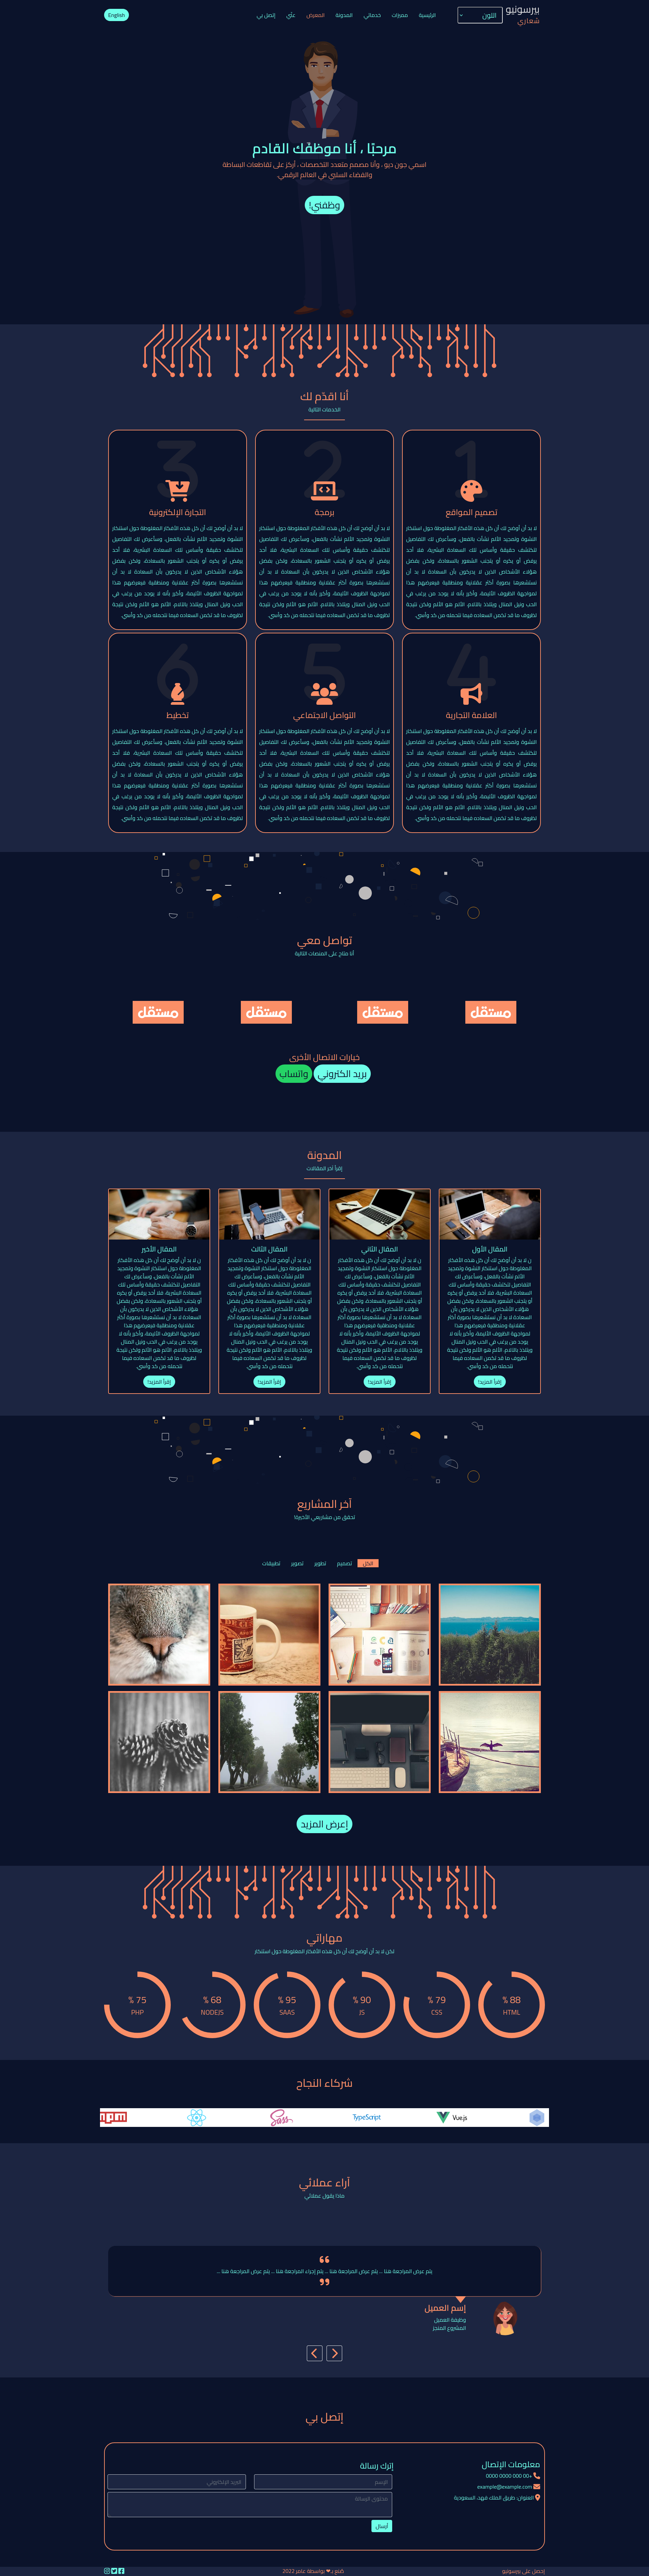 بيرسونيو
شعاري
اللون
الرئيسية
مميزات
خدماتي
المدونة
المعرض
عنّي
إتصل بي
English
مرحبًا ، أنا موظفك القادم
اسمي جون ديو ، وأنا مصمم متعدد التخصصات ، أركز على تقاطعات البساطة
والفضاء السلبي في العالم الرقمي.
وظفني!
أنا اقدّم لك
الخدمات التالية
1
تصميم المواقع
لا بد أن أوضح لك أن كل هذه الأفكار المغلوطة حول استنكار
النشوة وتمجيد الألم نشأت بالفعل، وسأعرض لك التفاصيل
لتكتشف حقيقة وأساس تلك السعادة البشرية، فلا أحد
يرفض أو يكره أو يتجنب الشعور بالسعادة، ولكن بفضل
هؤلاء الأشخاص الذين لا يدركون بأن السعادة لا بد أن
نستشعرها بصورة أكثر عقلانية ومنطقية فيعرضهم هذا
لمواجهة الظروف الأليمة، وأكرر بأنه لا يوجد من يرغب في
الحب ونيل المنال ويتلذذ بالالام، الألم هو الألم ولكن نتيجة
لظروف ما قد تكمن السعاده فيما نتحمله من كد وأسي.
2
برمجة
لا بد أن أوضح لك أن كل هذه الأفكار المغلوطة حول استنكار
النشوة وتمجيد الألم نشأت بالفعل، وسأعرض لك التفاصيل
لتكتشف حقيقة وأساس تلك السعادة البشرية، فلا أحد
يرفض أو يكره أو يتجنب الشعور بالسعادة، ولكن بفضل
هؤلاء الأشخاص الذين لا يدركون بأن السعادة لا بد أن
نستشعرها بصورة أكثر عقلانية ومنطقية فيعرضهم هذا
لمواجهة الظروف الأليمة، وأكرر بأنه لا يوجد من يرغب في
الحب ونيل المنال ويتلذذ بالالام، الألم هو الألم ولكن نتيجة
لظروف ما قد تكمن السعاده فيما نتحمله من كد وأسي.
3
التجارة الإلكترونية
لا بد أن أوضح لك أن كل هذه الأفكار المغلوطة حول استنكار
النشوة وتمجيد الألم نشأت بالفعل، وسأعرض لك التفاصيل
لتكتشف حقيقة وأساس تلك السعادة البشرية، فلا أحد
يرفض أو يكره أو يتجنب الشعور بالسعادة، ولكن بفضل
هؤلاء الأشخاص الذين لا يدركون بأن السعادة لا بد أن
نستشعرها بصورة أكثر عقلانية ومنطقية فيعرضهم هذا
لمواجهة الظروف الأليمة، وأكرر بأنه لا يوجد من يرغب في
الحب ونيل المنال ويتلذذ بالالام، الألم هو الألم ولكن نتيجة
لظروف ما قد تكمن السعاده فيما نتحمله من كد وأسي.
4
العلامة التجارية
لا بد أن أوضح لك أن كل هذه الأفكار المغلوطة حول استنكار
النشوة وتمجيد الألم نشأت بالفعل، وسأعرض لك التفاصيل
لتكتشف حقيقة وأساس تلك السعادة البشرية، فلا أحد
يرفض أو يكره أو يتجنب الشعور بالسعادة، ولكن بفضل
هؤلاء الأشخاص الذين لا يدركون بأن السعادة لا بد أن
نستشعرها بصورة أكثر عقلانية ومنطقية فيعرضهم هذا
لمواجهة الظروف الأليمة، وأكرر بأنه لا يوجد من يرغب في
الحب ونيل المنال ويتلذذ بالالام، الألم هو الألم ولكن نتيجة
لظروف ما قد تكمن السعاده فيما نتحمله من كد وأسي.
5
التواصل الاجتماعي
لا بد أن أوضح لك أن كل هذه الأفكار المغلوطة حول استنكار
النشوة وتمجيد الألم نشأت بالفعل، وسأعرض لك التفاصيل
لتكتشف حقيقة وأساس تلك السعادة البشرية، فلا أحد
يرفض أو يكره أو يتجنب الشعور بالسعادة، ولكن بفضل
هؤلاء الأشخاص الذين لا يدركون بأن السعادة لا بد أن
نستشعرها بصورة أكثر عقلانية ومنطقية فيعرضهم هذا
لمواجهة الظروف الأليمة، وأكرر بأنه لا يوجد من يرغب في
الحب ونيل المنال ويتلذذ بالالام، الألم هو الألم ولكن نتيجة
لظروف ما قد تكمن السعاده فيما نتحمله من كد وأسي.
6
تخطيط
لا بد أن أوضح لك أن كل هذه الأفكار المغلوطة حول استنكار
النشوة وتمجيد الألم نشأت بالفعل، وسأعرض لك التفاصيل
لتكتشف حقيقة وأساس تلك السعادة البشرية، فلا أحد
يرفض أو يكره أو يتجنب الشعور بالسعادة، ولكن بفضل
هؤلاء الأشخاص الذين لا يدركون بأن السعادة لا بد أن
نستشعرها بصورة أكثر عقلانية ومنطقية فيعرضهم هذا
لمواجهة الظروف الأليمة، وأكرر بأنه لا يوجد من يرغب في
الحب ونيل المنال ويتلذذ بالالام، الألم هو الألم ولكن نتيجة
لظروف ما قد تكمن السعاده فيما نتحمله من كد وأسي.
تواصل معي
أنا متاح على المنصات التالية
مستقل
مستقل
مستقل
مستقل
خيارات الاتصال الأخرى
بريد الكتروني
واتساب
المدونة
إقرأ آخر المقالات
المقال الأول
ن لا بد أن أوضح لك أن كل هذه الأفكار
المغلوطة حول استنكار النشوة وتمجيد
الألم نشأت بالفعل، وسأعرض لك
التفاصيل لتكتشف حقيقة وأساس تلك
السعادة البشرية، فلا أحد يرفض أو يكره
أو يتجنب الشعور بالسعادة، ولكن بفضل
هؤلاء الأشخاص الذين لا يدركون بأن
السعادة لا بد أن نستشعرها بصورة أكثر
عقلانية ومنطقية فيعرضهم هذا
لمواجهة الظروف الأليمة، وأكرر بأنه لا
يوجد من يرغب في الحب ونيل المنال
ويتلذذ بالالام، الألم هو الألم ولكن نتيجة
لظروف ما قد تكمن السعاده فيما
نتحمله من كد وأسي.
إقرأ المزيد!
المقال الثاني
ن لا بد أن أوضح لك أن كل هذه الأفكار
المغلوطة حول استنكار النشوة وتمجيد
الألم نشأت بالفعل، وسأعرض لك
التفاصيل لتكتشف حقيقة وأساس تلك
السعادة البشرية، فلا أحد يرفض أو يكره
أو يتجنب الشعور بالسعادة، ولكن بفضل
هؤلاء الأشخاص الذين لا يدركون بأن
السعادة لا بد أن نستشعرها بصورة أكثر
عقلانية ومنطقية فيعرضهم هذا
لمواجهة الظروف الأليمة، وأكرر بأنه لا
يوجد من يرغب في الحب ونيل المنال
ويتلذذ بالالام، الألم هو الألم ولكن نتيجة
لظروف ما قد تكمن السعاده فيما
نتحمله من كد وأسي.
إقرأ المزيد!
المقال الثالث
ن لا بد أن أوضح لك أن كل هذه الأفكار
المغلوطة حول استنكار النشوة وتمجيد
الألم نشأت بالفعل، وسأعرض لك
التفاصيل لتكتشف حقيقة وأساس تلك
السعادة البشرية، فلا أحد يرفض أو يكره
أو يتجنب الشعور بالسعادة، ولكن بفضل
هؤلاء الأشخاص الذين لا يدركون بأن
السعادة لا بد أن نستشعرها بصورة أكثر
عقلانية ومنطقية فيعرضهم هذا
لمواجهة الظروف الأليمة، وأكرر بأنه لا
يوجد من يرغب في الحب ونيل المنال
ويتلذذ بالالام، الألم هو الألم ولكن نتيجة
لظروف ما قد تكمن السعاده فيما
نتحمله من كد وأسي.
إقرأ المزيد!
المقال الأخير
ن لا بد أن أوضح لك أن كل هذه الأفكار
المغلوطة حول استنكار النشوة وتمجيد
الألم نشأت بالفعل، وسأعرض لك
التفاصيل لتكتشف حقيقة وأساس تلك
السعادة البشرية، فلا أحد يرفض أو يكره
أو يتجنب الشعور بالسعادة، ولكن بفضل
هؤلاء الأشخاص الذين لا يدركون بأن
السعادة لا بد أن نستشعرها بصورة أكثر
عقلانية ومنطقية فيعرضهم هذا
لمواجهة الظروف الأليمة، وأكرر بأنه لا
يوجد من يرغب في الحب ونيل المنال
ويتلذذ بالالام، الألم هو الألم ولكن نتيجة
لظروف ما قد تكمن السعاده فيما
نتحمله من كد وأسي.
إقرأ المزيد!
آخر المشاريع
تحقق من مشاريعي الأخيرة!
الكل
تصميم
تطوير
تصوير
تطبيقات
إعرض المزيد
مهاراتي
لكن لا بد أن أوضح لك أن كل هذه الأفكار المغلوطة حول استنكار
88 %
HTML
79 %
CSS
90 %
JS
95 %
SAAS
68 %
NODEJS
75 %
PHP
شركاء النجاح
Vue.js
TypeScript
Sass
آراء عملائي
ماذا يقول عملائي
يتم عرض المراجعة هنا ... يتم عرض المراجعة هنا ... يتم إجراء المراجعة هنا ... يتم عرض المراجعة هنا ...
إسم العميل
وظيفة العميل
المشروع المنجز
إتصل بي
معلومات الإتصال
+00 000 0000 0000
example@example.com
العنوان: طريق الملك فهد، السعودية
إترك رسالة
الإسم
البريد الإلكتروني
محتوى الرسالة
أرسل
إحصل على بيرسونيو
صُنع بـ❤ بواسطة عامر 2022